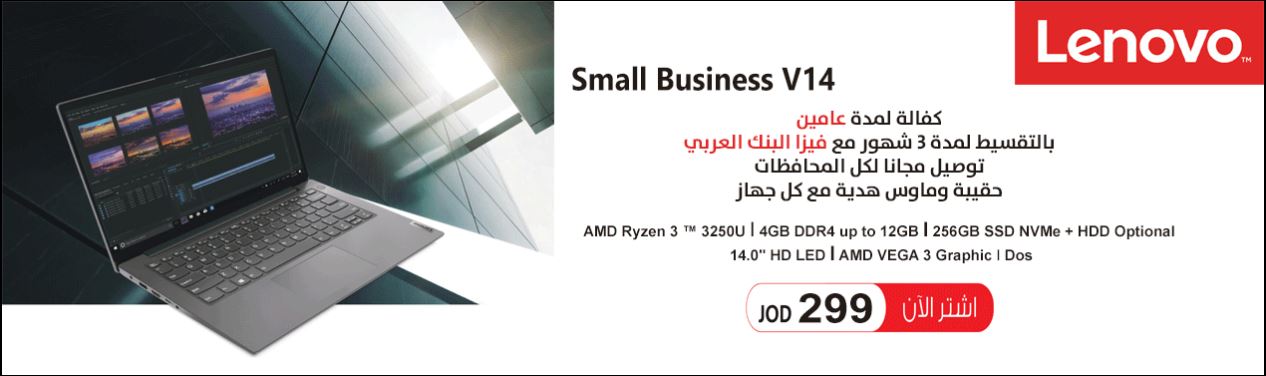 Lenovo™
Small Business V14
كفالة لمدة عامين
بالتقسيط لمدة 3 شهور مع فيزا البنك العربي
توصيل مجانا لكل المحافظات
حقيبة وماوس هدية مع كل جهاز
AMD Ryzen 3 ™ 3250U | 4GB DDR4 up to 12GB | 256GB SSD NVMe + HDD Optional
14.0" HD LED | AMD VEGA 3 Graphic | Dos
JOD 299 اشتر الآن